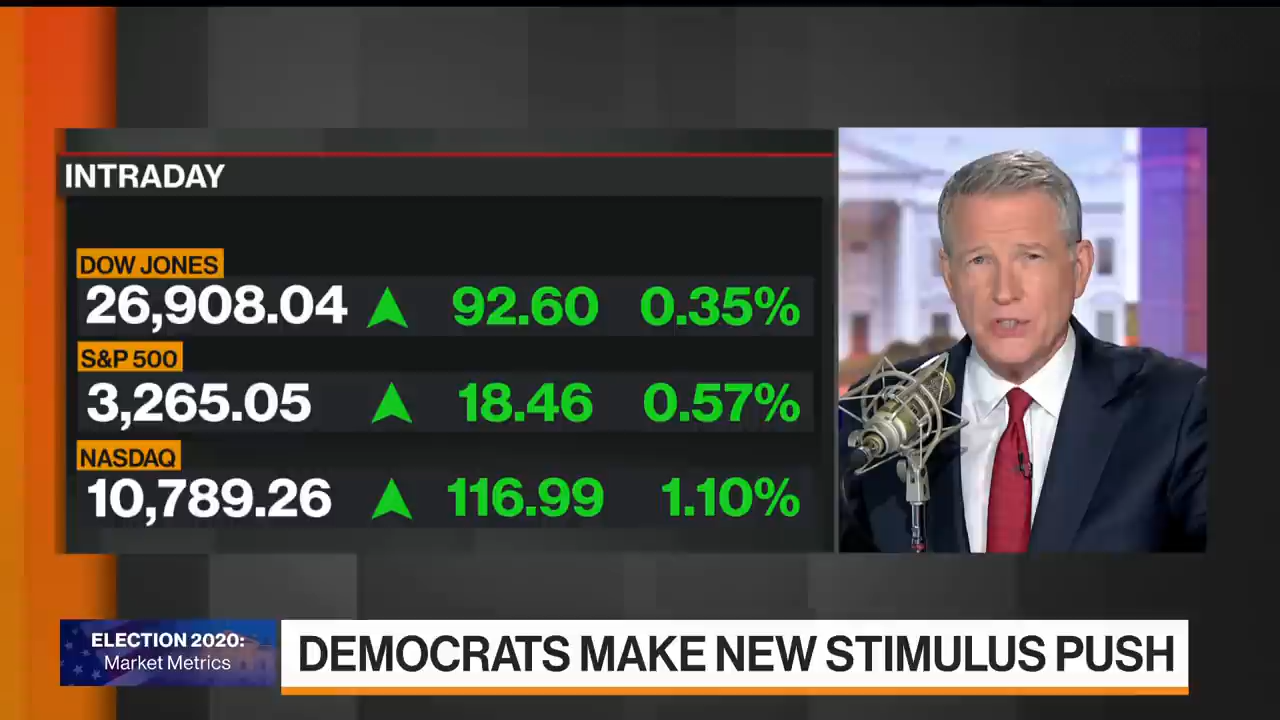 INTRADAY
DOW JONES
26,908.04 ▲ 92.60 0.35%
S&P 500
3,265.05 ▲ 18.46 0.57%
NASDAQ
10,789.26 ▲ 116.99 1.10%
ELECTION 2020:
Market Metrics
DEMOCRATS MAKE NEW STIMULUS PUSH